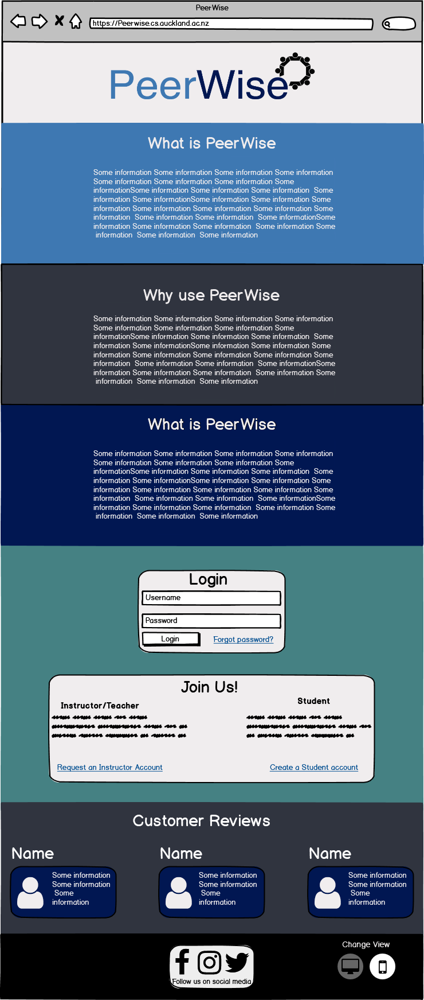 PeerWise
https://Peerwise.cs.auckland.ac.nz
PeerWise
What is PeerWise
Some information Some information Some information Some information
Some information Some information Some information Some
informationSome information Some information Some information  Some
information Some informationSome information Some information Some
information Some information Some information Some information Some
information  Some information Some information  Some informationSome
information Some information Some information  Some information Some
information  Some information  Some information
Why use PeerWise
Some information Some information Some information Some information
Some information Some information Some information Some
informationSome information Some information Some information  Some
information Some informationSome information Some information Some
information Some information Some information Some information Some
information  Some information Some information  Some informationSome
information Some information Some information  Some information Some
information  Some information  Some information
What is PeerWise
Some information Some information Some information Some information
Some information Some information Some information Some
informationSome information Some information Some information  Some
information Some informationSome information Some information Some
information Some information Some information Some information Some
information  Some information Some information  Some informationSome
information Some information Some information  Some information Some
information  Some information  Some information
Login
Username
Password
Login
Forgot password?
Join Us!
Instructor/Teacher
Request an Instructor Account
Student
Create a Student account
Customer Reviews
Name
Some information
Some information
Some
information
Name
Some information
Some information
Some
information
Name
Some information
Some information
Some
information
Follow us on social media
Change View